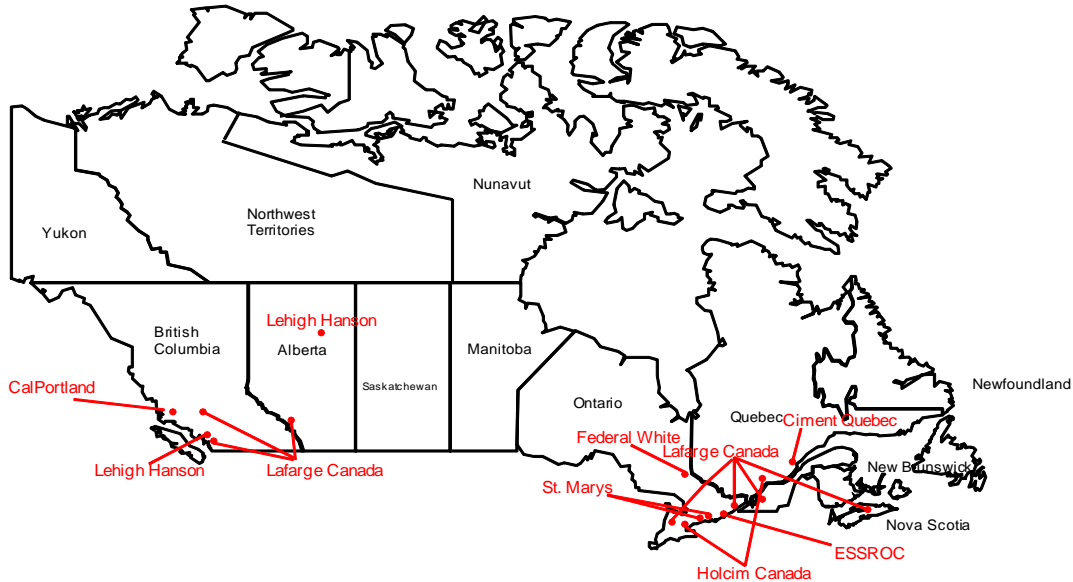 Nunavut
Northwest
Territories
Yukon
Lehigh Hanson
British
Columbia
Alberta
Manitoba
Saskatchewan
CalPortland
Newfoundland
Ontario
Quebec
Ciment Quebec
Federal White
Lafarge Canada
Lehigh Hanson
Lafarge Canada
New Brunswick
St. Marys
Nova Scotia
ESSROC
Holcim Canada